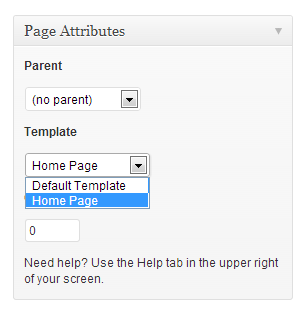 Page Attributes
Parent
(no parent)
Template
Home Page
Default Template
Home Page
0
Need help? Use the Help tab in the upper right
of your screen.